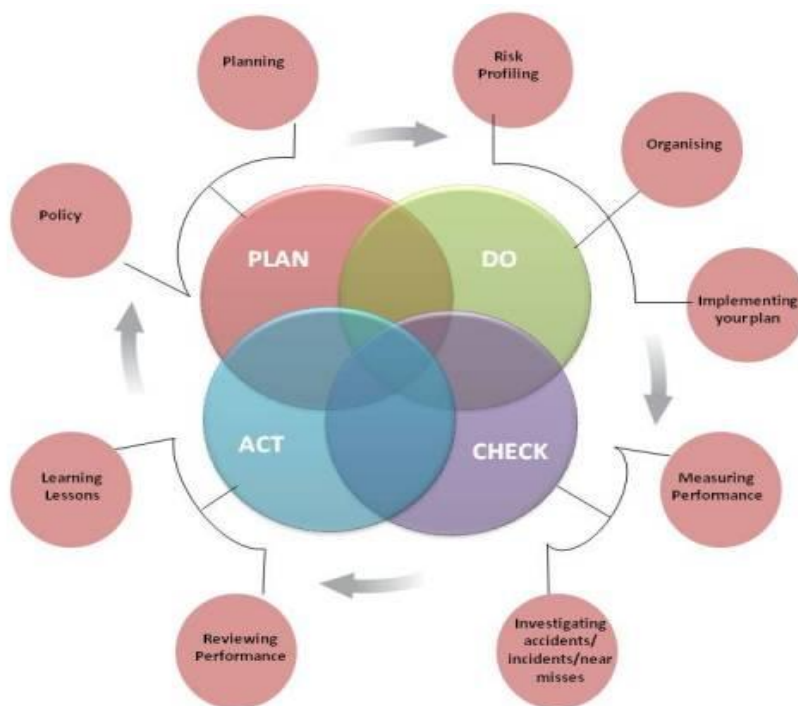 Planning
Risk
Profiling
Organising
Policy
PLAN
DO
Implementing
your plan
ACT
CHECK
Learning
Lessons
Measuring
Performance
Reviewing
Performance
Investigating
accidents/
incidents/near
misses